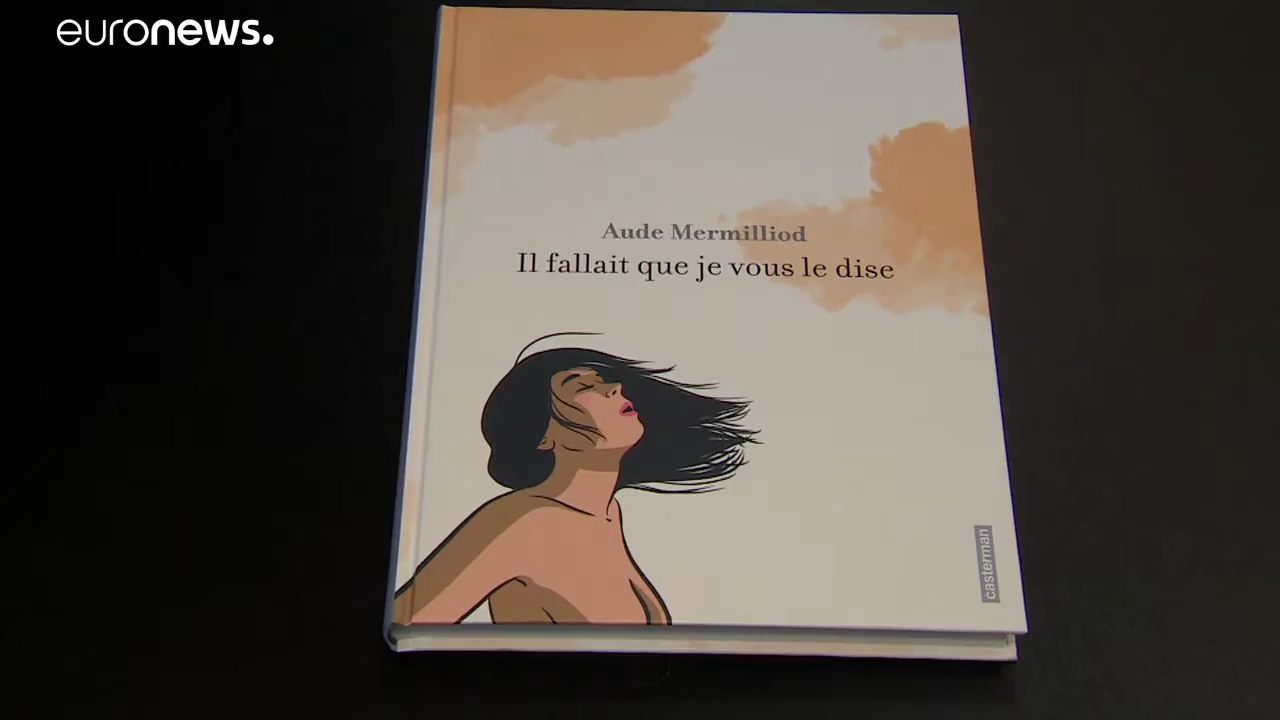 euronews.
Aude Mermilliod
Il fallait que je vous le dise
casterman